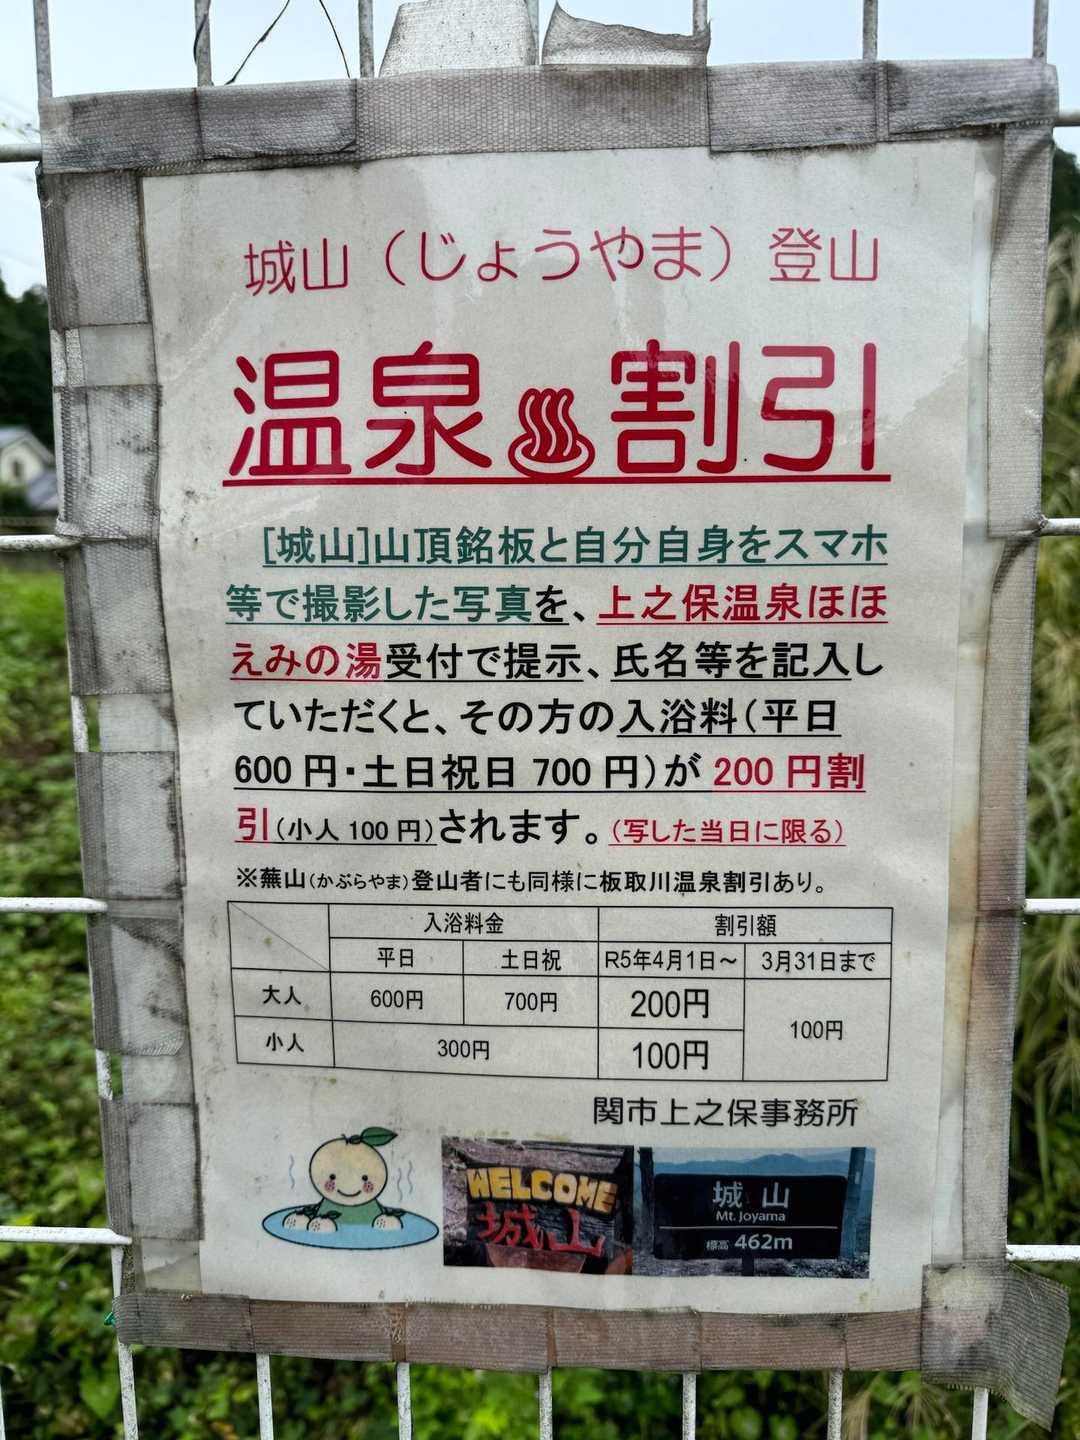 城山（じょうやま）登山
温泉♨割引
[城山]山頂銘板と自分自身をスマホ
等で撮影した写真を、上之保温泉ほほ
えみの湯受付で提示、氏名等を記入し
ていただくと、その方の入浴料（平日
600円・土日祝日700円）が200円割
引（小人100円）されます。（写した当日に限る）
※蕪山（かぶらやま）登山者にも同様に板取川温泉割引あり。
入浴料金 割引額
平日 土日祝 R5年4月1日～ 3月31日まで
大人 600円 700円 200円 100円
小人 300円 100円
関市上之保事務所
WELCOME
城山
城山
Mt. Joyama
標高 462m